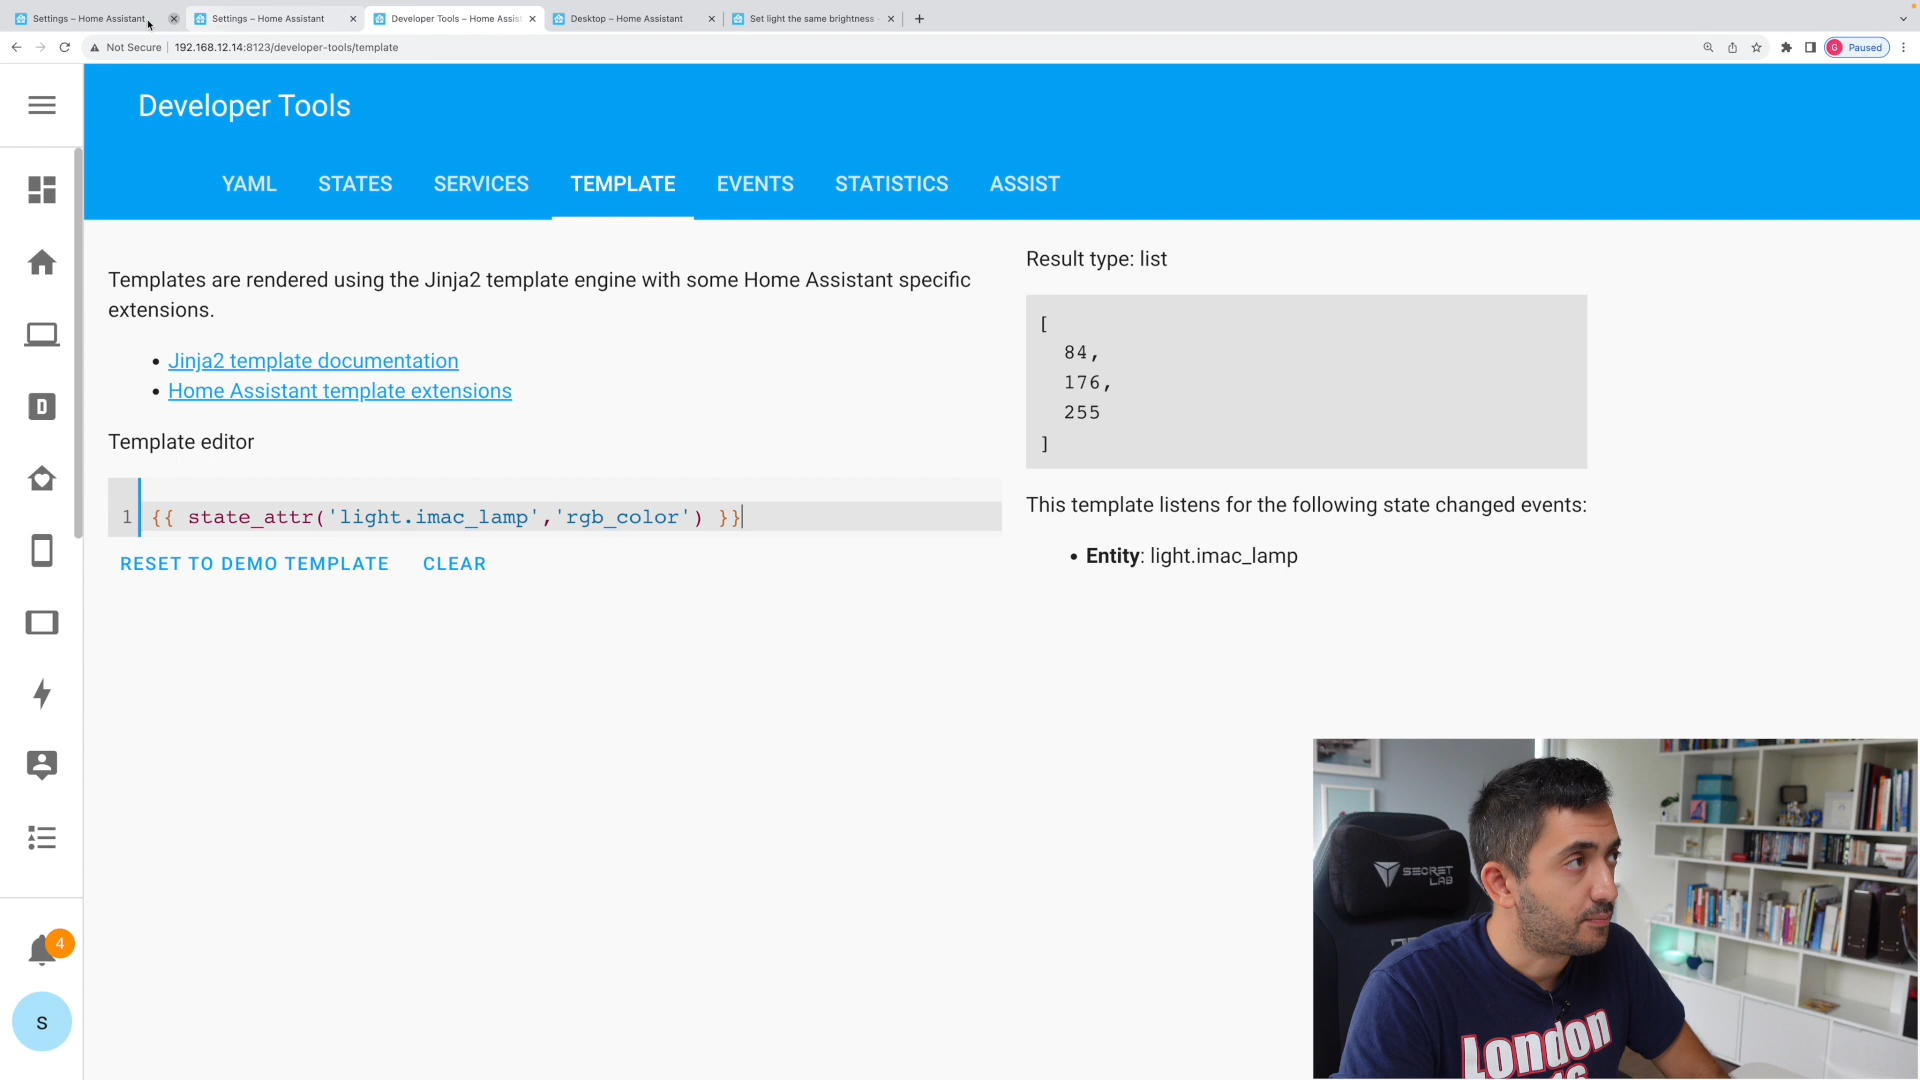 Settings – Home Assistant
Settings – Home Assistant
Developer Tools – Home Assis
Desktop – Home Assistant
Set light the same brightness
Not Secure
192.168.12.14:8123/developer-tools/template
G
Paused
Developer Tools
YAML
STATES
SERVICES
TEMPLATE
EVENTS
STATISTICS
ASSIST
Templates are rendered using the Jinja2 template engine with some Home Assistant specific
extensions.
• Jinja2 template documentation
• Home Assistant template extensions
Template editor
1 {{ state_attr('light.imac_lamp','rgb_color') }}
RESET TO DEMO TEMPLATE
CLEAR
Result type: list
[
84,
176,
255
]
This template listens for the following state changed events:
• Entity: light.imac_lamp
D
4
S
SECRET
LAB
London